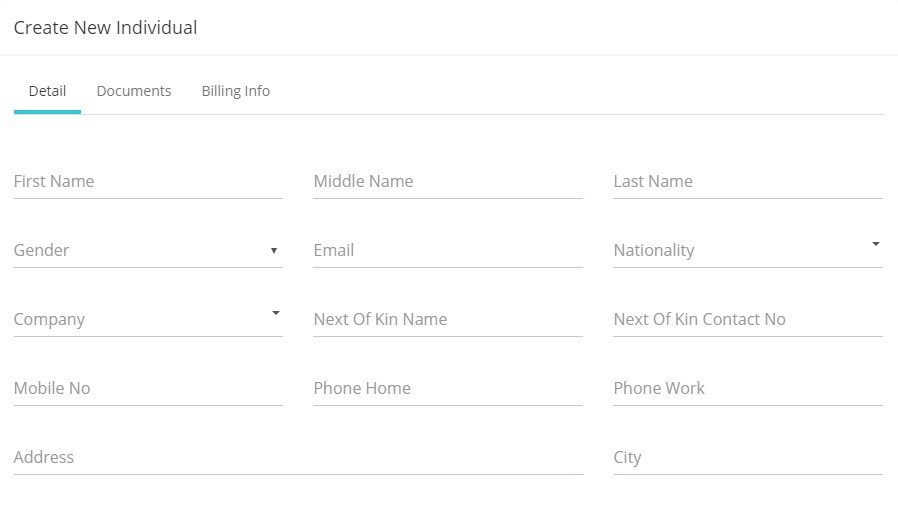 Create New Individual
Detail Documents Billing Info
First Name Middle Name Last Name
Gender Email Nationality
Company Next Of Kin Name Next Of Kin Contact No
Mobile No Phone Home Phone Work
Address City